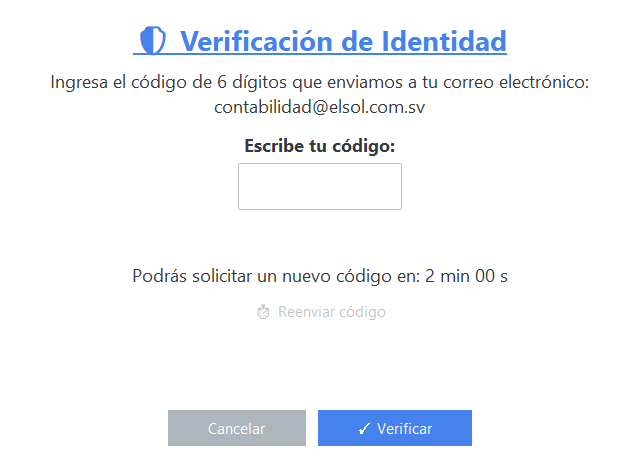 Verificación de Identidad
Ingresa el código de 6 dígitos que enviamos a tu correo electrónico:
contabilidad@elsol.com.sv
Escribe tu código:
Podrás solicitar un nuevo código en: 2 min 00 s
Reenviar código
Cancelar
✓ Verificar